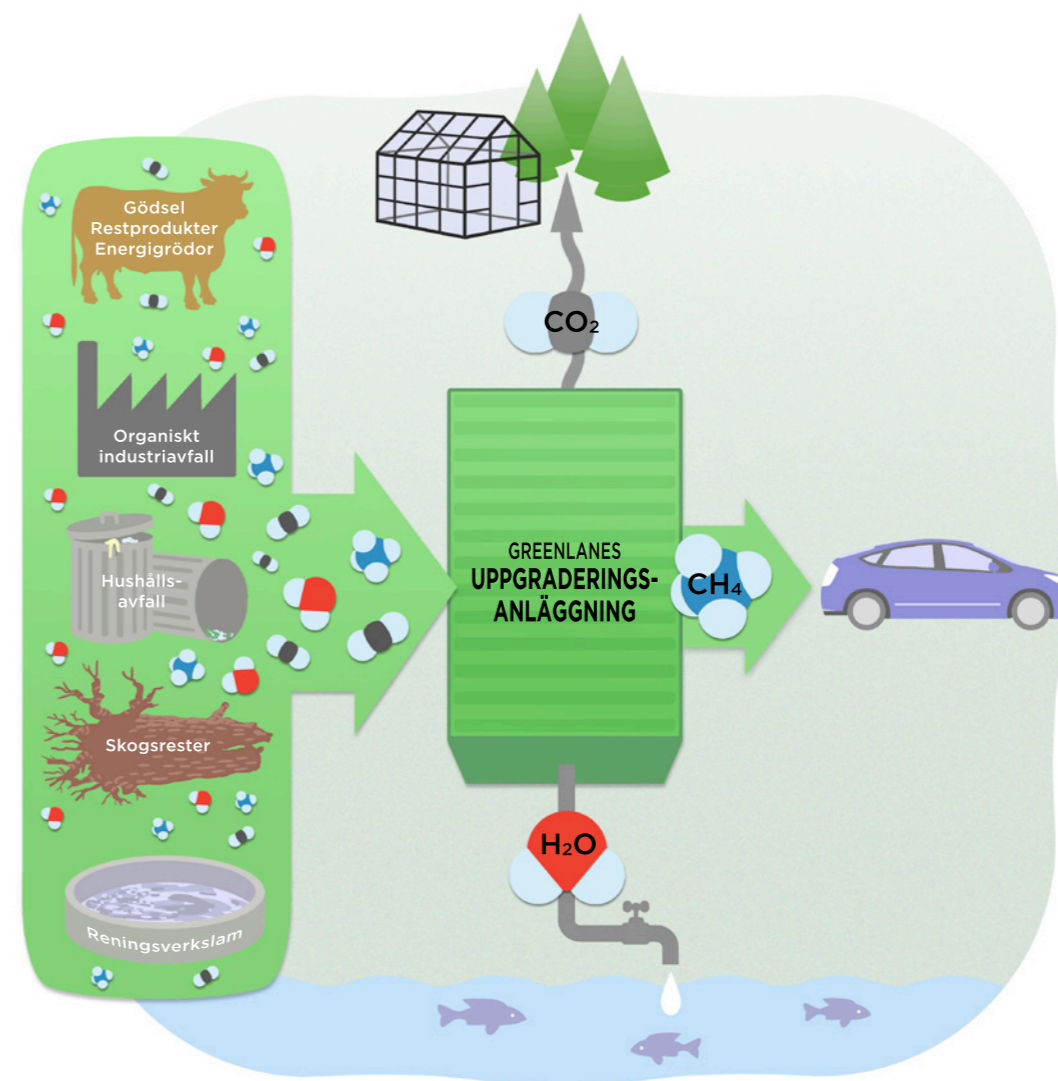 Gödsel
Restprodukter
Energigrödor
Organiskt
industriavfall
Hushålls-
avfall
Skogsrester
Reningsverkslam
CO₂
GREENLANES
UPPGRADERINGS-
ANLÄGGNING
CH₄
H₂O